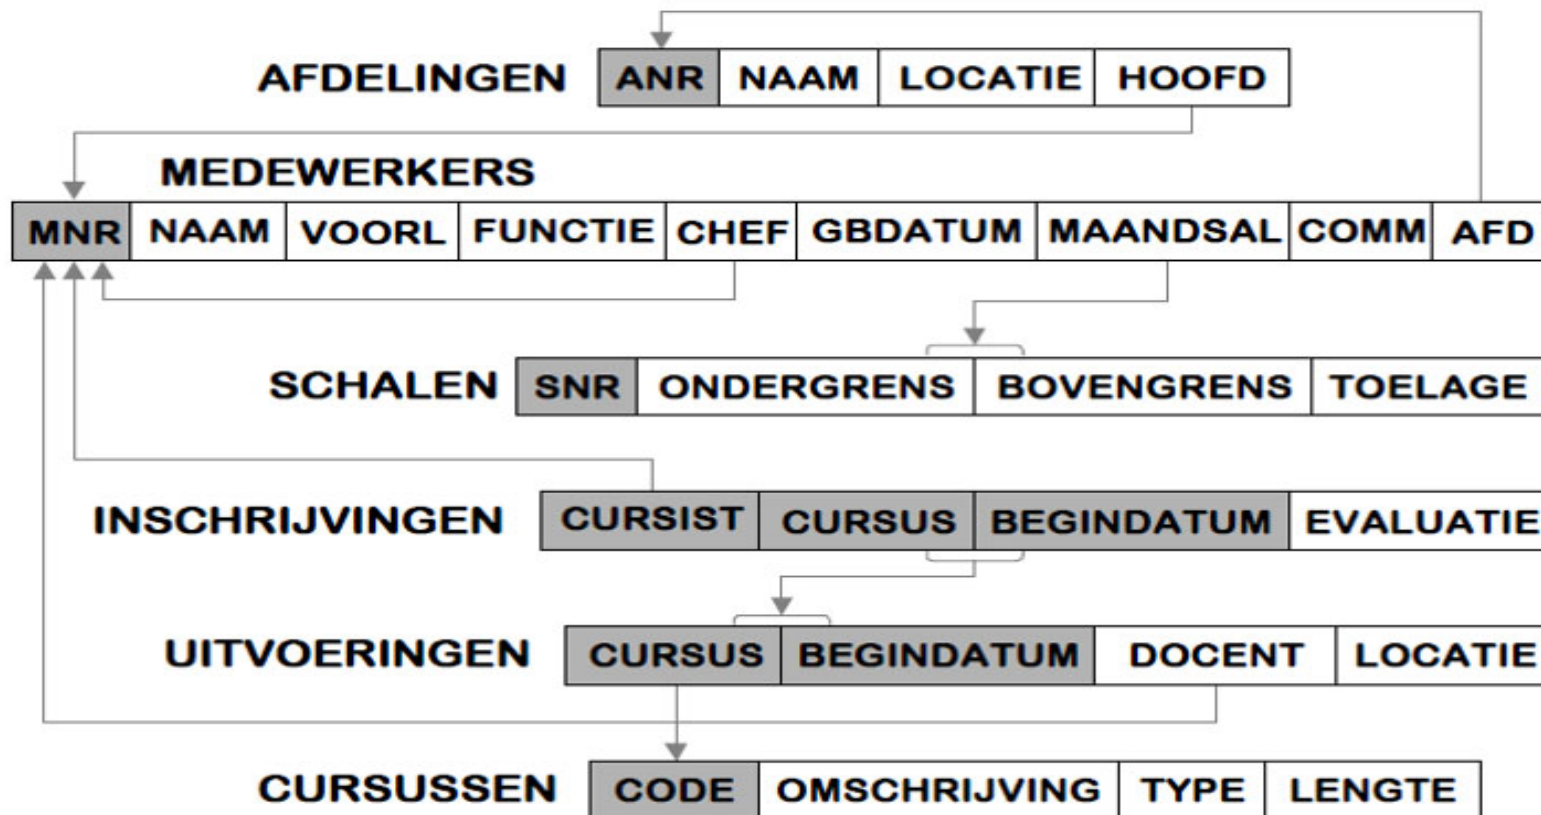 AFDELINGEN ANR NAAM LOCATIE HOOFD
MEDEWERKERS
MNR NAAM VOORL FUNCTIE CHEF GBDATUM MAANDSAL COMM AFD
SCHALEN SNR ONDERGRENS BOVENGRENS TOELAGE
INSCHRIJVINGEN CURSIST CURSUS BEGINDATUM EVALUATIE
UITVOERINGEN CURSUS BEGINDATUM DOCENT LOCATIE
CURSUSSEN CODE OMSCHRIJVING TYPE LENGTE